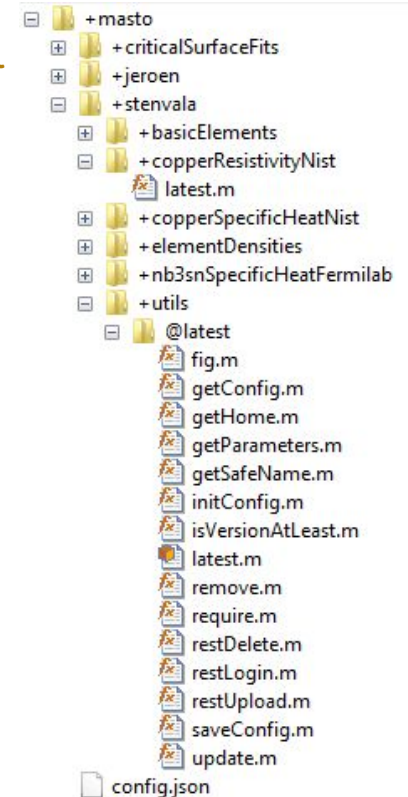 +masto
+criticalSurfaceFits
+jeroen
+stenvala
+basicElements
+copperResistivityNist
latest.m
+copperSpecificHeatNist
+elementDensities
+nb3snSpecificHeatFermilab
+utils
@latest
fig.m
getConfig.m
getHome.m
getParameters.m
getSafeName.m
initConfig.m
isVersionAtLeast.m
latest.m
remove.m
require.m
restDelete.m
restLogin.m
restUpload.m
saveConfig.m
update.m
config.json